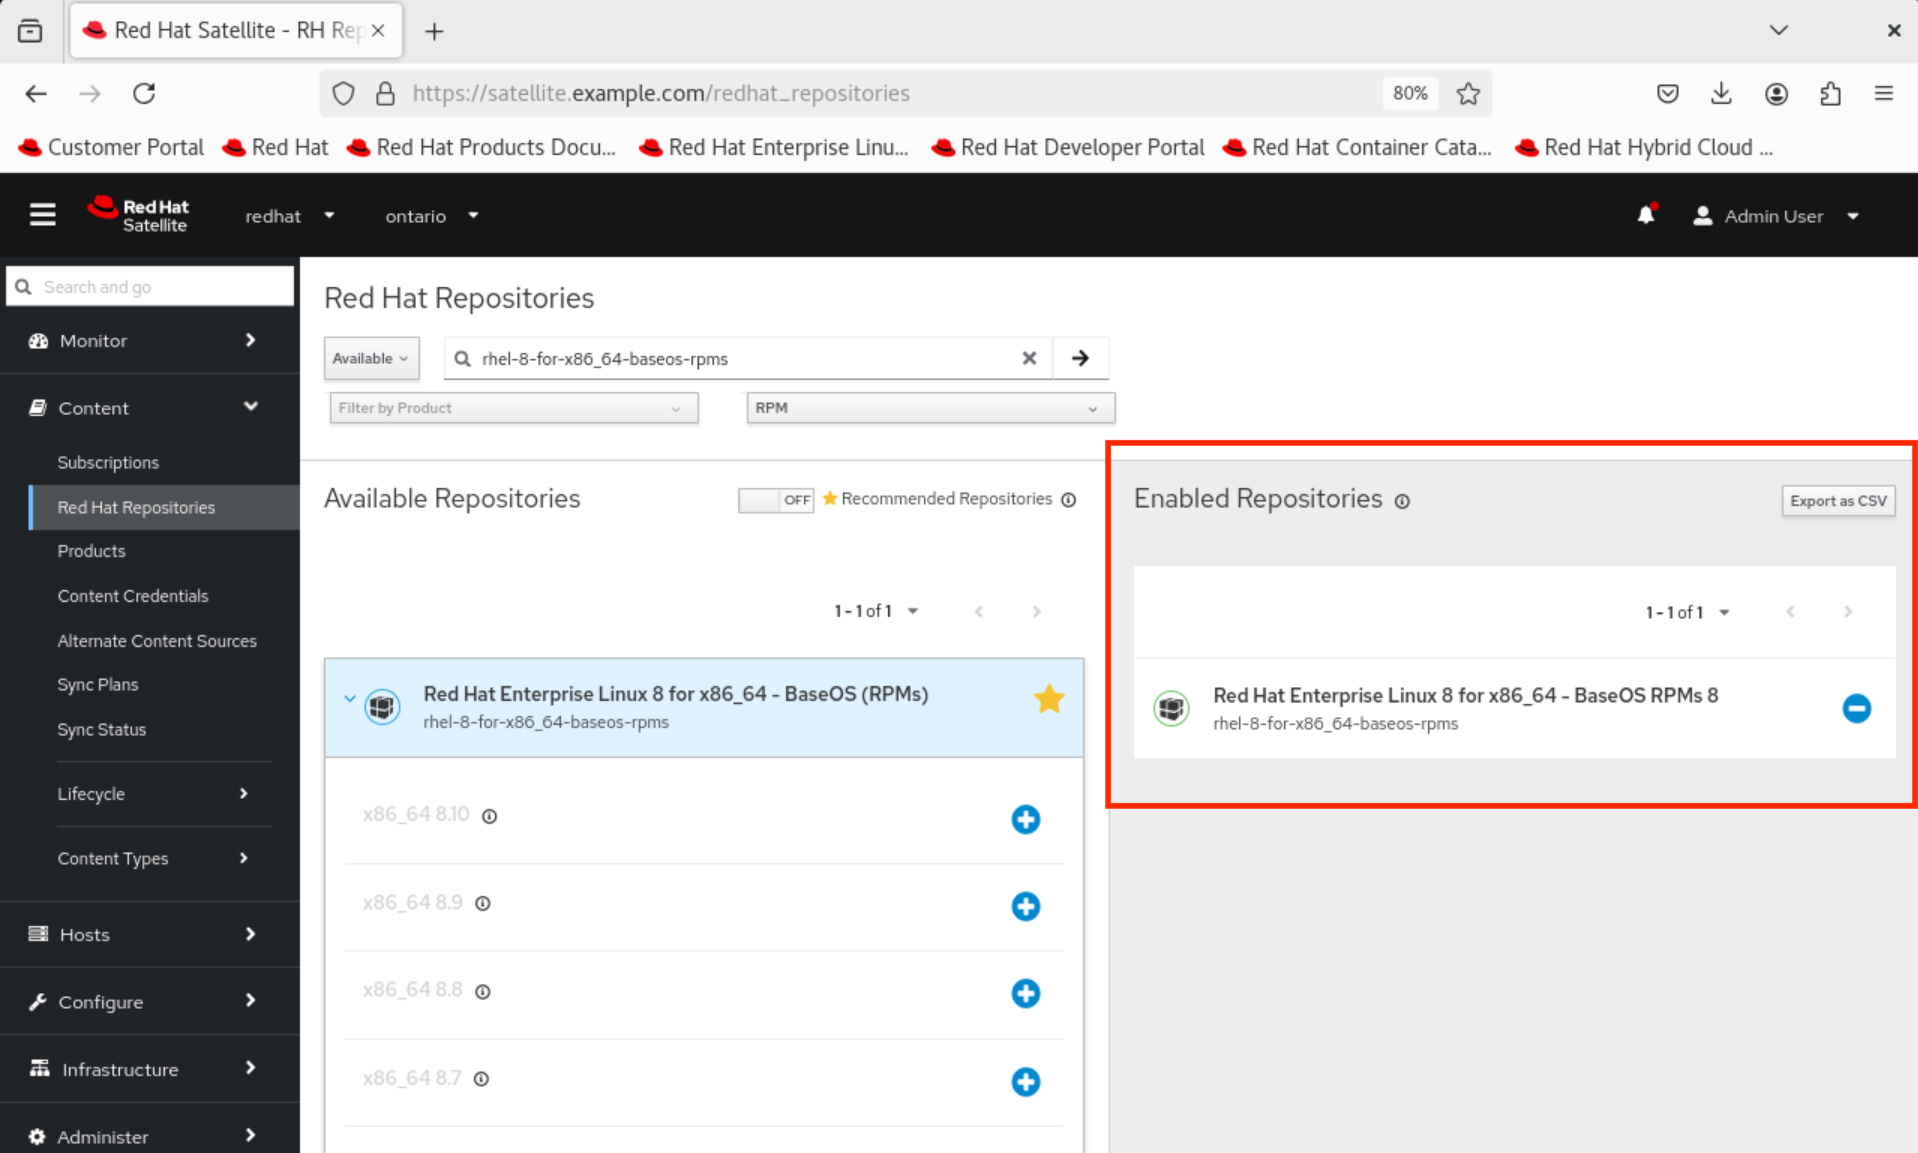 Red Hat Satellite - RH Rep
https://satellite.example.com/redhat_repositories
80%
Customer Portal
Red Hat
Red Hat Products Docu...
Red Hat Enterprise Linu...
Red Hat Developer Portal
Red Hat Container Cata...
Red Hat Hybrid Cloud ...
Red Hat
Satellite
redhat
ontario
Admin User
Search and go
Monitor
Content
Subscriptions
Red Hat Repositories
Products
Content Credentials
Alternate Content Sources
Sync Plans
Sync Status
Lifecycle
Content Types
Hosts
Configure
Infrastructure
Administer
Red Hat Repositories
Available
rhel-8-for-x86_64-baseos-rpms
Filter by Product
RPM
Available Repositories
OFF
Recommended Repositories
1 - 1 of 1
Red Hat Enterprise Linux 8 for x86_64 - BaseOS (RPMs)
rhel-8-for-x86_64-baseos-rpms
x86_64 8.10
x86_64 8.9
x86_64 8.8
x86_64 8.7
Enabled Repositories
Export as CSV
1 - 1 of 1
Red Hat Enterprise Linux 8 for x86_64 - BaseOS RPMs 8
rhel-8-for-x86_64-baseos-rpms